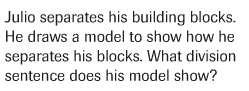 Julio separates his building blocks.
He draws a model to show how he
separates his blocks. What division
sentence does his model show?